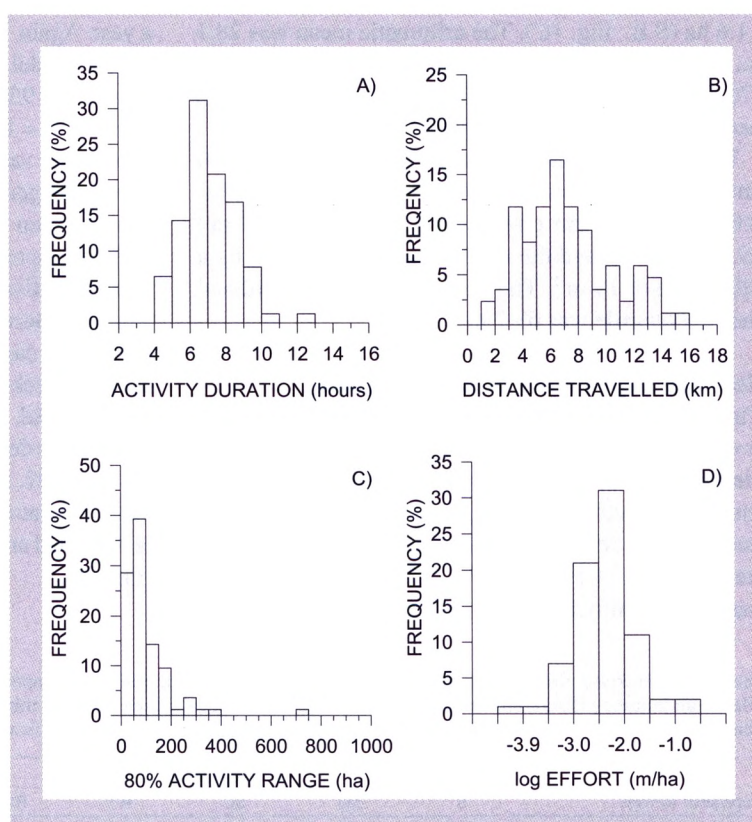 A)
FREQUENCY (%)
35
30
25
20
15
10
5
0
2 4 6 8 10 12 14 16
ACTIVITY DURATION (hours)
B)
FREQUENCY (%)
25
20
15
10
5
0
0 2 4 6 8 10 12 14 16 18
DISTANCE TRAVELLED (km)
C)
FREQUENCY (%)
50
40
30
20
10
0
0 200 400 600 800 1000
80% ACTIVITY RANGE (ha)
D)
FREQUENCY (%)
35
30
25
20
15
10
5
0
-3.9 -3.0 -2.0 -1.0
log EFFORT (m/ha)